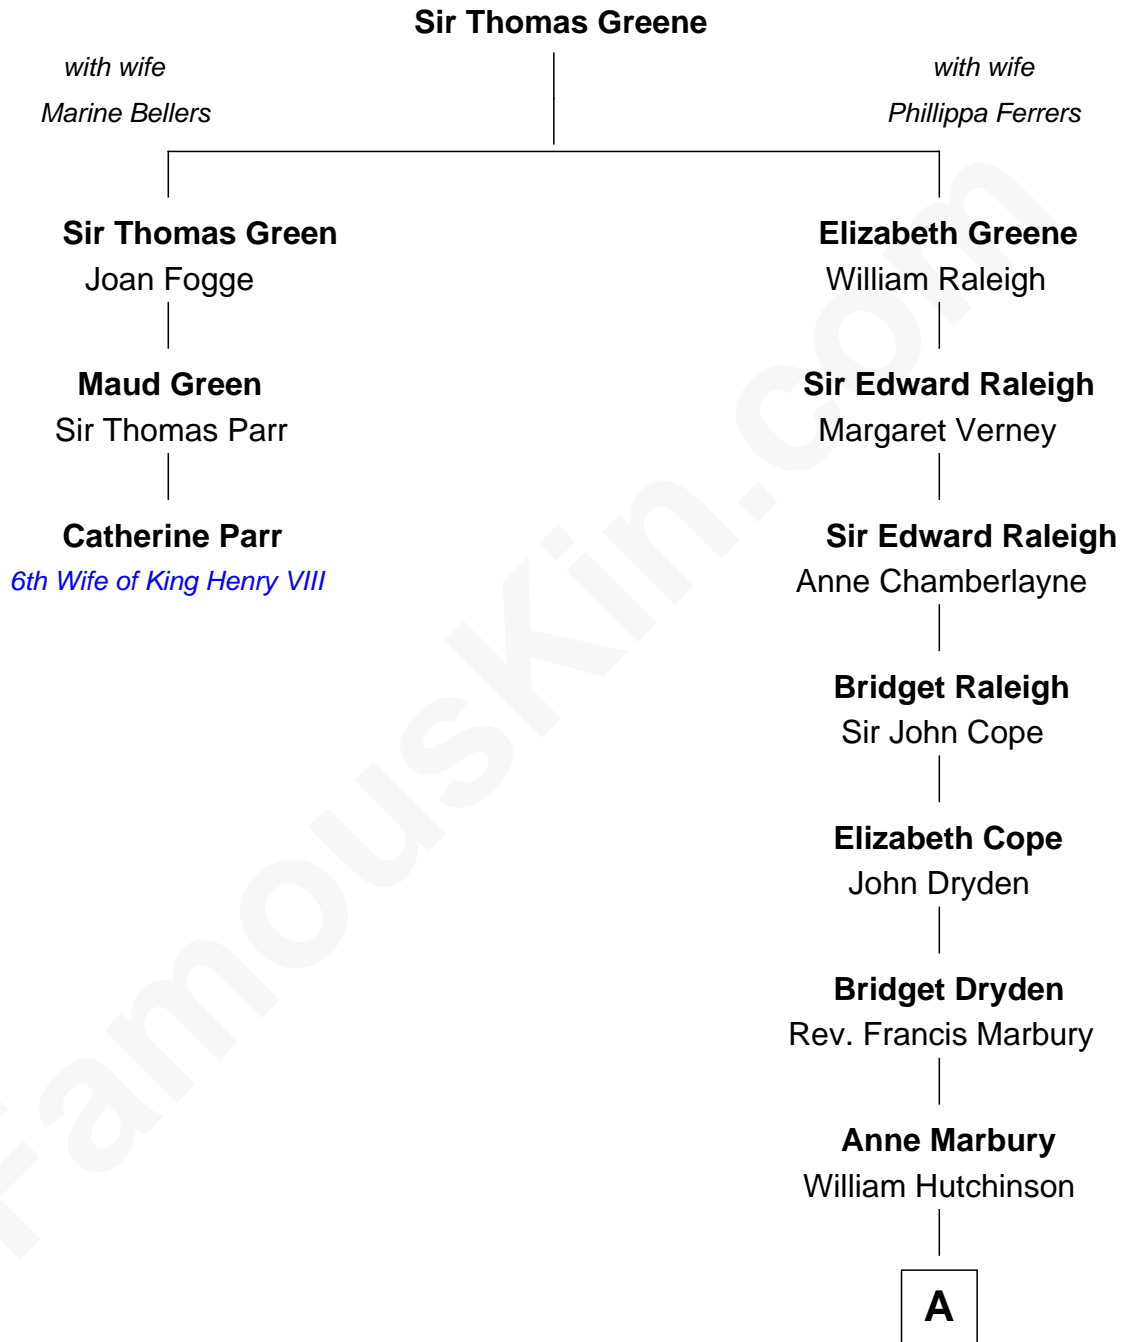 Sir Thomas Greene
with wife
Marine Bellers
with wife
Phillippa Ferrers
Sir Thomas Green
Joan Fogge
Maud Green
Sir Thomas Parr
Catherine Parr
6th Wife of King Henry VIII
Elizabeth Greene
William Raleigh
Sir Edward Raleigh
Margaret Verney
Sir Edward Raleigh
Anne Chamberlayne
Bridget Raleigh
Sir John Cope
Elizabeth Cope
John Dryden
Bridget Dryden
Rev. Francis Marbury
Anne Marbury
William Hutchinson
A
FamousKin.com